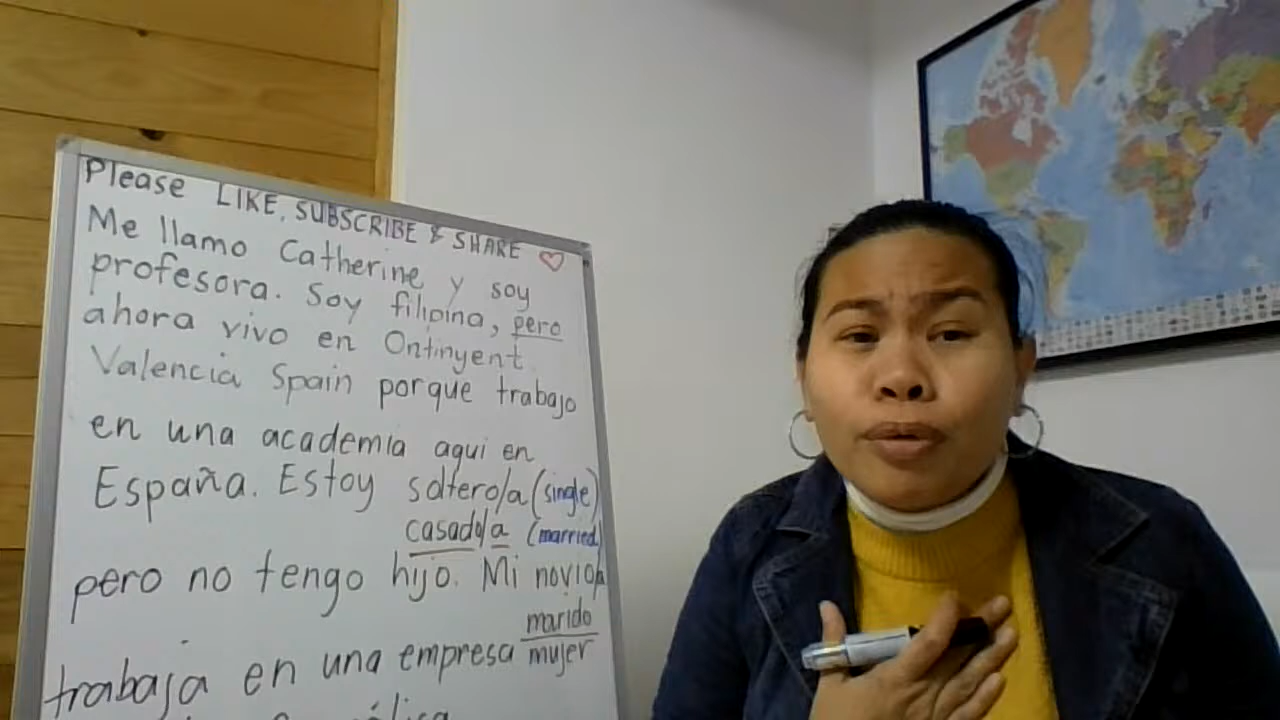 Please LIKE, SUBSCRIBE & SHARE ♡
Me llamo Catherine y soy
profesora. Soy filipina, pero
ahora vivo en Ontinyent
Valencia Spain porque trabajo
en una academia aqui en
España. Estoy soltero/a (single)
casado/a (married)
pero no tengo hijo. Mi novio/a
marido
trabaja en una empresa mujer